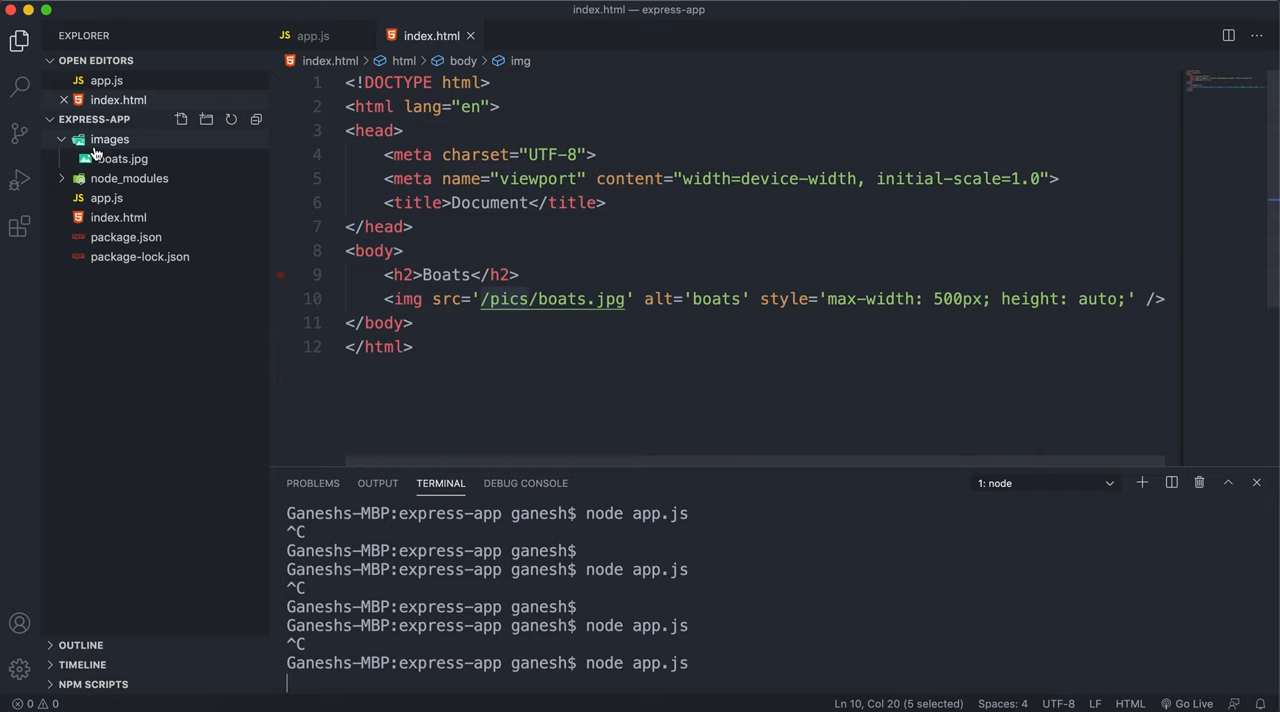 index.html — express-app
EXPLORER
OPEN EDITORS
JS app.js
index.html
EXPRESS-APP
images
boats.jpg
node_modules
JS app.js
index.html
package.json
package-lock.json
OUTLINE
TIMELINE
NPM SCRIPTS
JS app.js
index.html
index.html > html > body > img
1 <!DOCTYPE html>
2 <html lang="en">
3 <head>
4 <meta charset="UTF-8">
5 <meta name="viewport" content="width=device-width, initial-scale=1.0">
6 <title>Document</title>
7 </head>
8 <body>
9 <h2>Boats</h2>
10 <img src='/pics/boats.jpg' alt='boats' style='max-width: 500px; height: auto;' />
11 </body>
12 </html>
PROBLEMS OUTPUT TERMINAL DEBUG CONSOLE 1: node
Ganeshs-MBP:express-app ganesh$ node app.js
^C
Ganeshs-MBP:express-app ganesh$
Ganeshs-MBP:express-app ganesh$ node app.js
^C
Ganeshs-MBP:express-app ganesh$
Ganeshs-MBP:express-app ganesh$ node app.js
^C
Ganeshs-MBP:express-app ganesh$ node app.js
0 0 Ln 10, Col 20 (5 selected) Spaces: 4 UTF-8 LF HTML Go Live